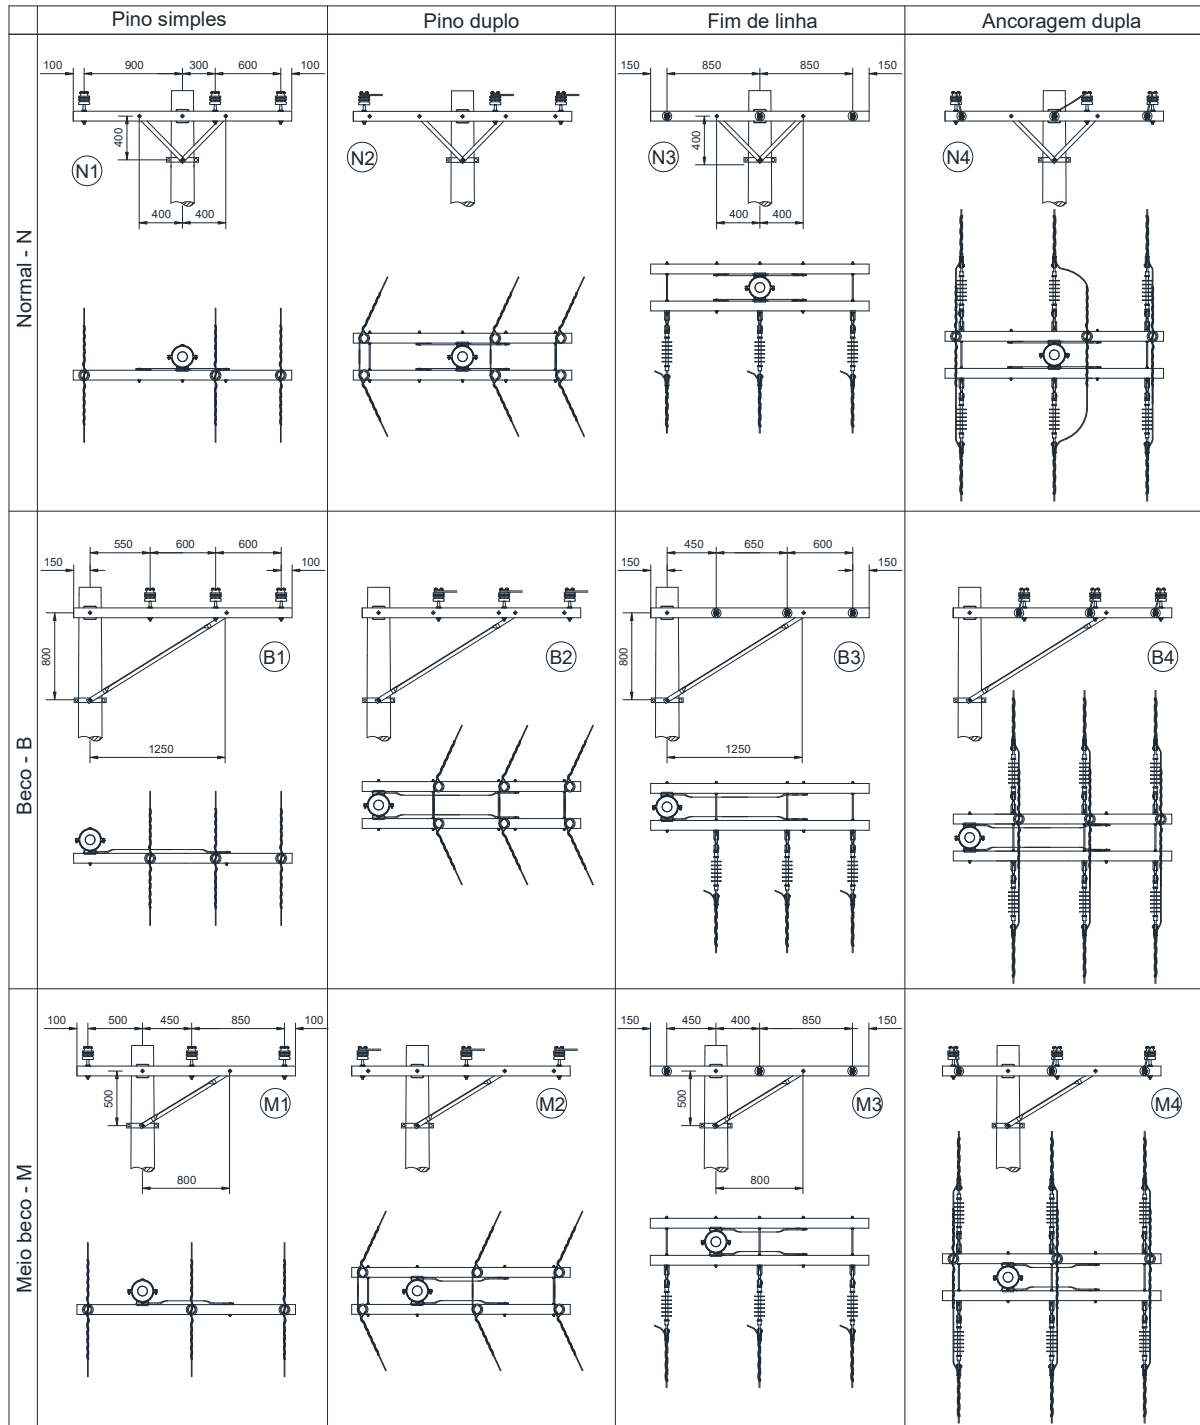 Pino simples
Pino duplo
Fim de linha
Ancoragem dupla
Normal - N
100 900 300 600 100
400
N1
400 400
N2
150 850 850 150
400
N3
400 400
N4
Beco - B
550 600 600
150 100
800
B1
1250
B2
450 650 600
150 150
800
B3
1250
B4
Meio beco - M
100 500 450 850 100
500
M1
800
M2
150 450 400 850 150
500
M3
800
M4